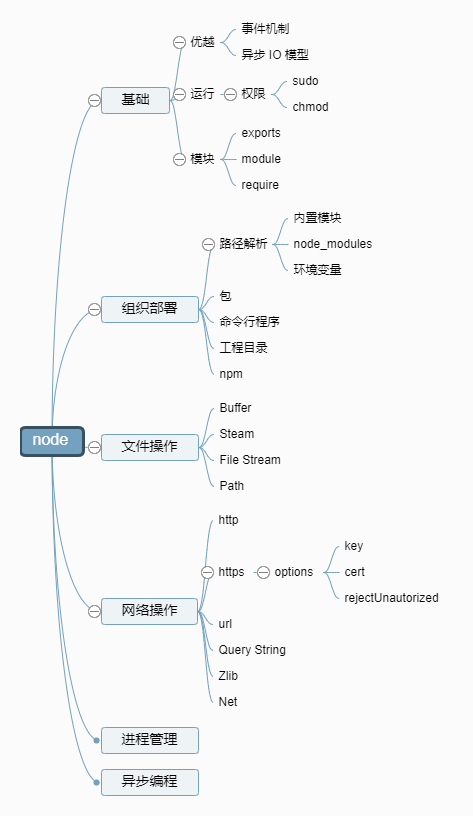 node
基础
优越
事件机制
异步 IO 模型
运行
权限
sudo
chmod
模块
exports
module
require
组织部署
路径解析
内置模块
node_modules
环境变量
包
命令行程序
工程目录
npm
文件操作
Buffer
Steam
File Stream
Path
网络操作
http
https
options
key
cert
rejectUnautorized
url
Query String
Zlib
Net
进程管理
异步编程